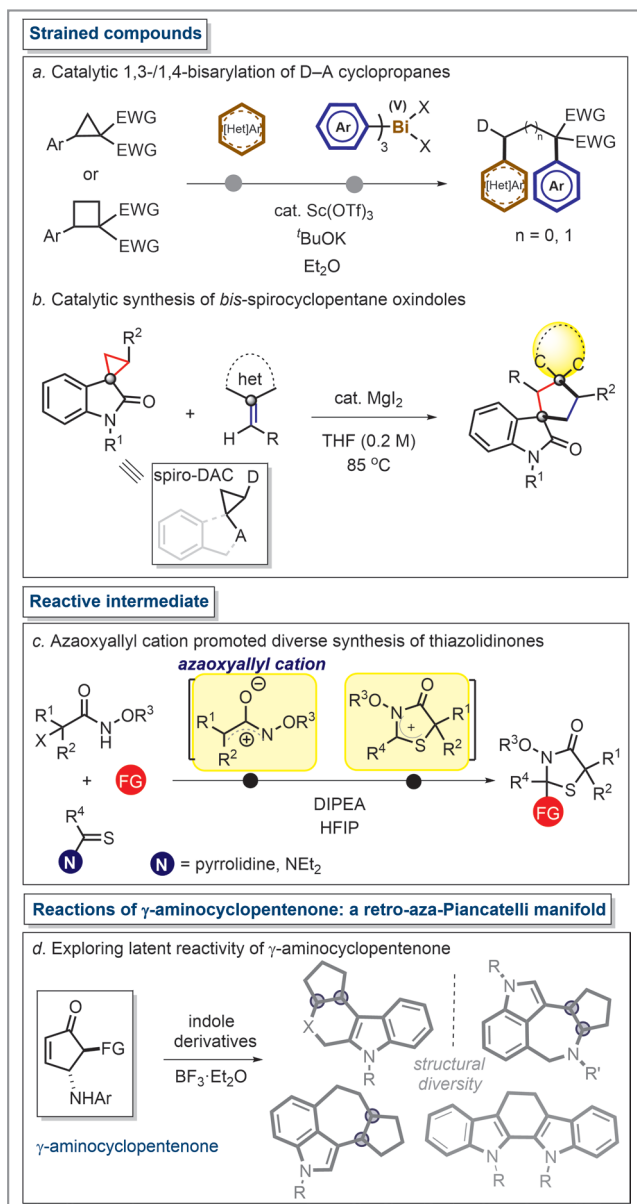 Strained compounds
a. Catalytic 1,3-/1,4-bisarylation of D–A cyclopropanes
EWG
EWG
Ar
or
EWG
EWG
Ar
[Het]Ar
Ar
3
(V)
Bi
X
X
cat. Sc(OTf)3
tBuOK
Et2O
D
( )n
EWG
EWG
[Het]Ar
Ar
n = 0, 1
b. Catalytic synthesis of bis-spirocyclopentane oxindoles
R2
O
N
R1
+
het
H
R
cat. MgI2
THF (0.2 M)
85 oC
C
C
R
R2
O
N
R1
spiro-DAC
D
A
Reactive intermediate
c. Azaoxyallyl cation promoted diverse synthesis of thiazolidinones
azaoxyallyl cation
R1
O
X
R2
N
H
OR3
+
FG
R4
S
N
O
⊖
R1
R2
⊕
N
OR3
R3O
N
O
R1
R2
R4
S
+
DIPEA
HFIP
N = pyrrolidine, NEt2
R3O
N
O
R1
R2
R4
S
FG
Reactions of γ-aminocyclopentenone: a retro-aza-Piancatelli manifold
d. Exploring latent reactivity of γ-aminocyclopentenone
O
FG
NHAr
γ-aminocyclopentenone
indole
derivatives
BF3·Et2O
X
N
R
R
N
N
R'
structural
diversity
N
R
N
R
N
R